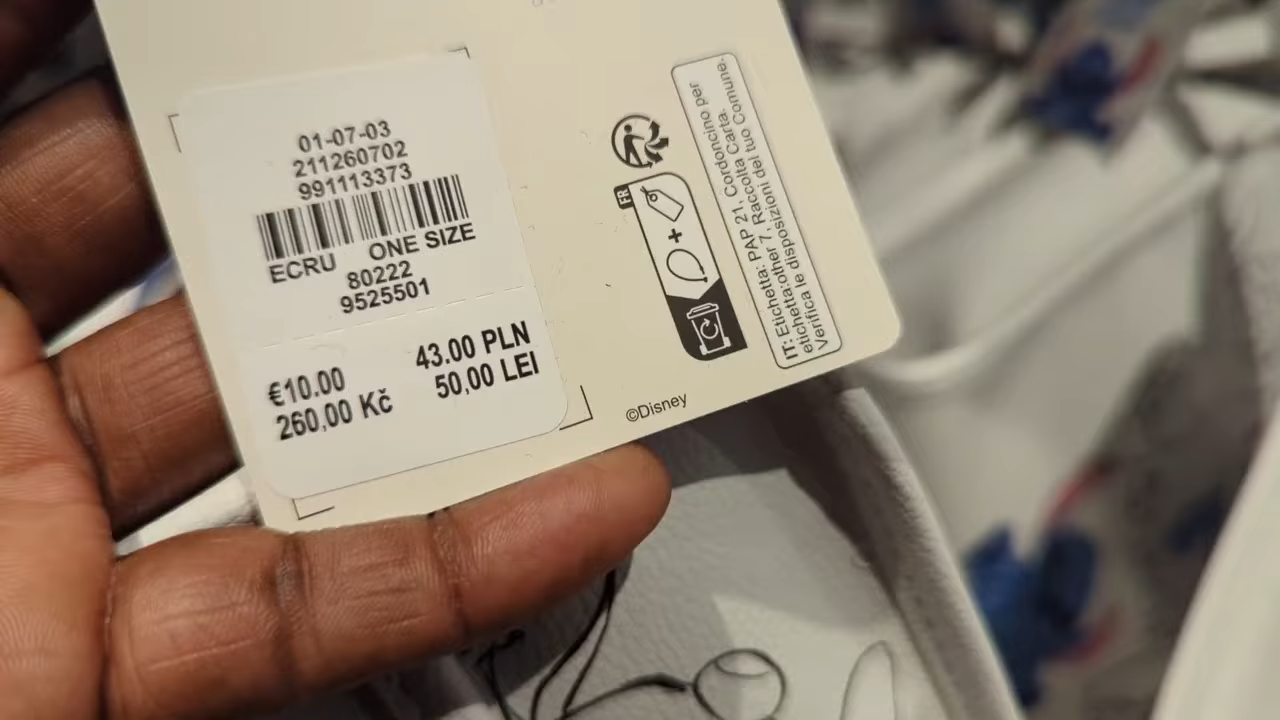 01-07-03
211260702
991113373
ECRU ONE SIZE
80222
9525501
€10.00 43.00 PLN
260,00 Kč 50,00 LEI
FR
IT: Etichetta: PAP 21, Cordoncino per
etichetta:other 7, Raccolta Carta.
Verifica le disposizioni del tuo Comune.
©Disney